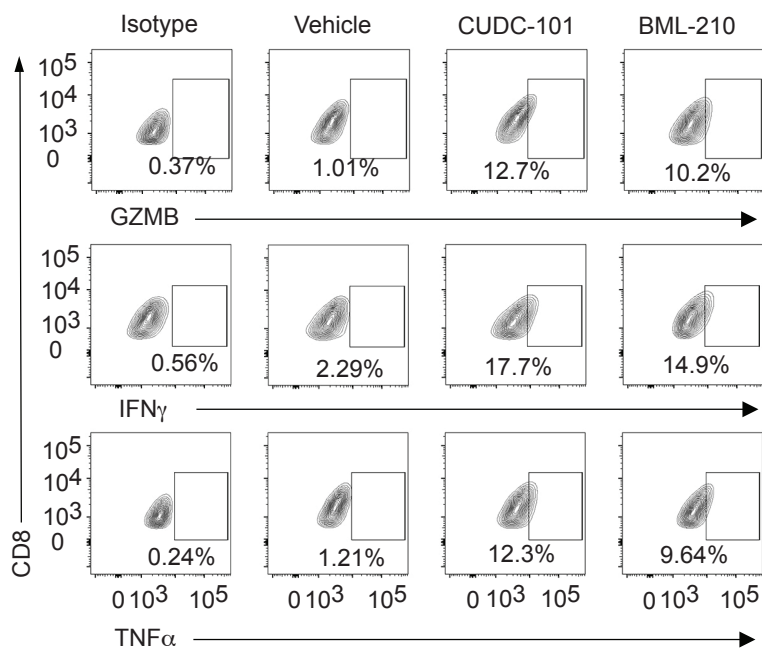 Isotype Vehicle CUDC-101 BML-210
10⁵
10⁴
10³
0
0.37% 1.01% 12.7% 10.2%
GZMB
10⁵
10⁴
10³
0
0.56% 2.29% 17.7% 14.9%
IFNγ
10⁵
10⁴
10³
0
0.24% 1.21% 12.3% 9.64%
0 10³ 10⁵ 0 10³ 10⁵ 0 10³ 10⁵ 0 10³ 10⁵
TNFα
CD8